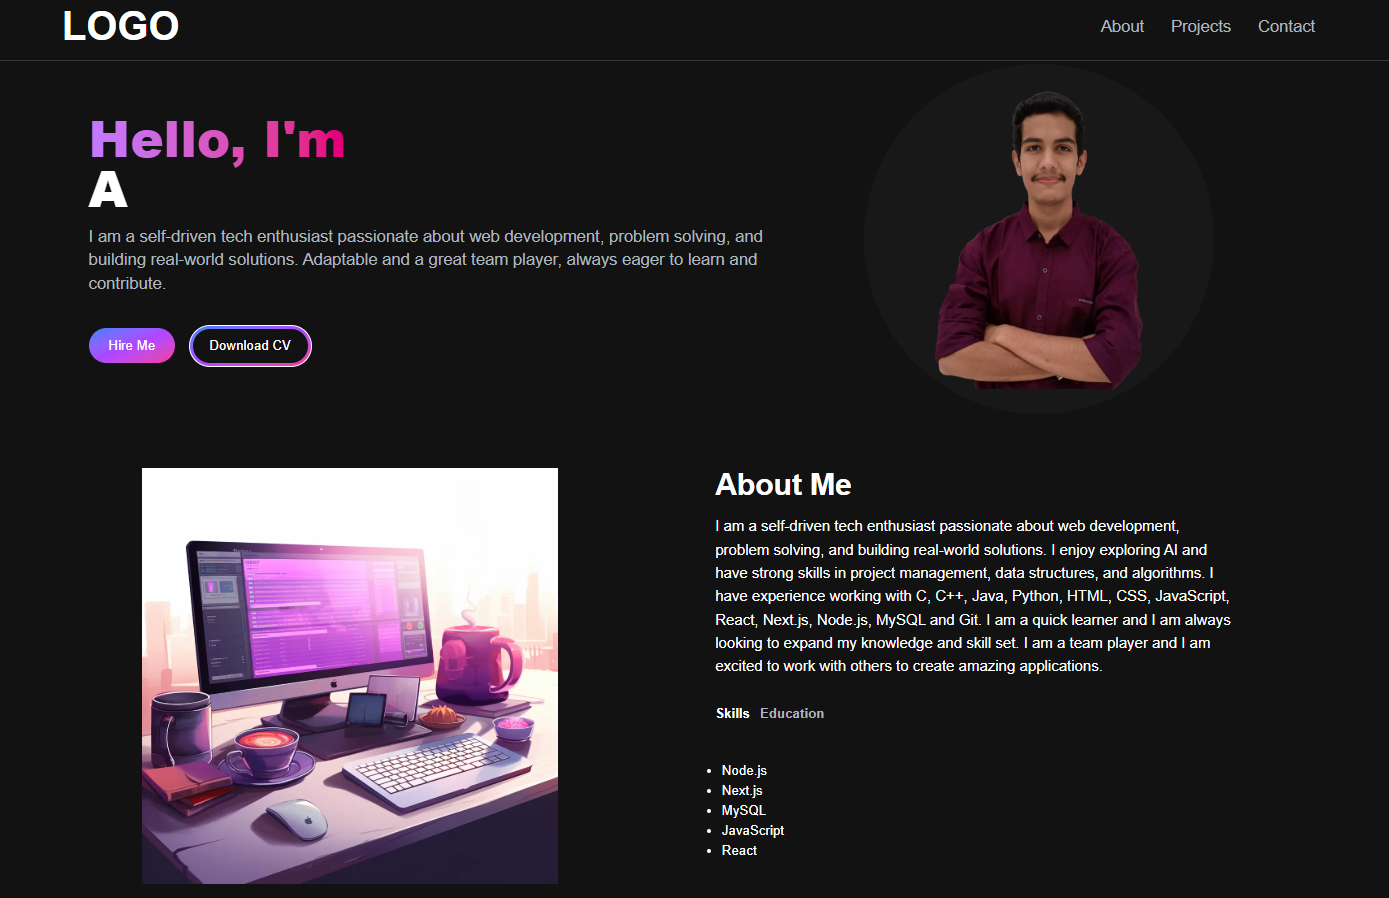 LOGO
About Projects Contact
Hello, I'm
A
I am a self-driven tech enthusiast passionate about web development, problem solving, and
building real-world solutions. Adaptable and a great team player, always eager to learn and
contribute.
Hire Me Download CV
About Me
I am a self-driven tech enthusiast passionate about web development,
problem solving, and building real-world solutions. I enjoy exploring AI and
have strong skills in project management, data structures, and algorithms. I
have experience working with C, C++, Java, Python, HTML, CSS, JavaScript,
React, Next.js, Node.js, MySQL and Git. I am a quick learner and I am always
looking to expand my knowledge and skill set. I am a team player and I am
excited to work with others to create amazing applications.
Skills Education
Node.js
Next.js
MySQL
JavaScript
React